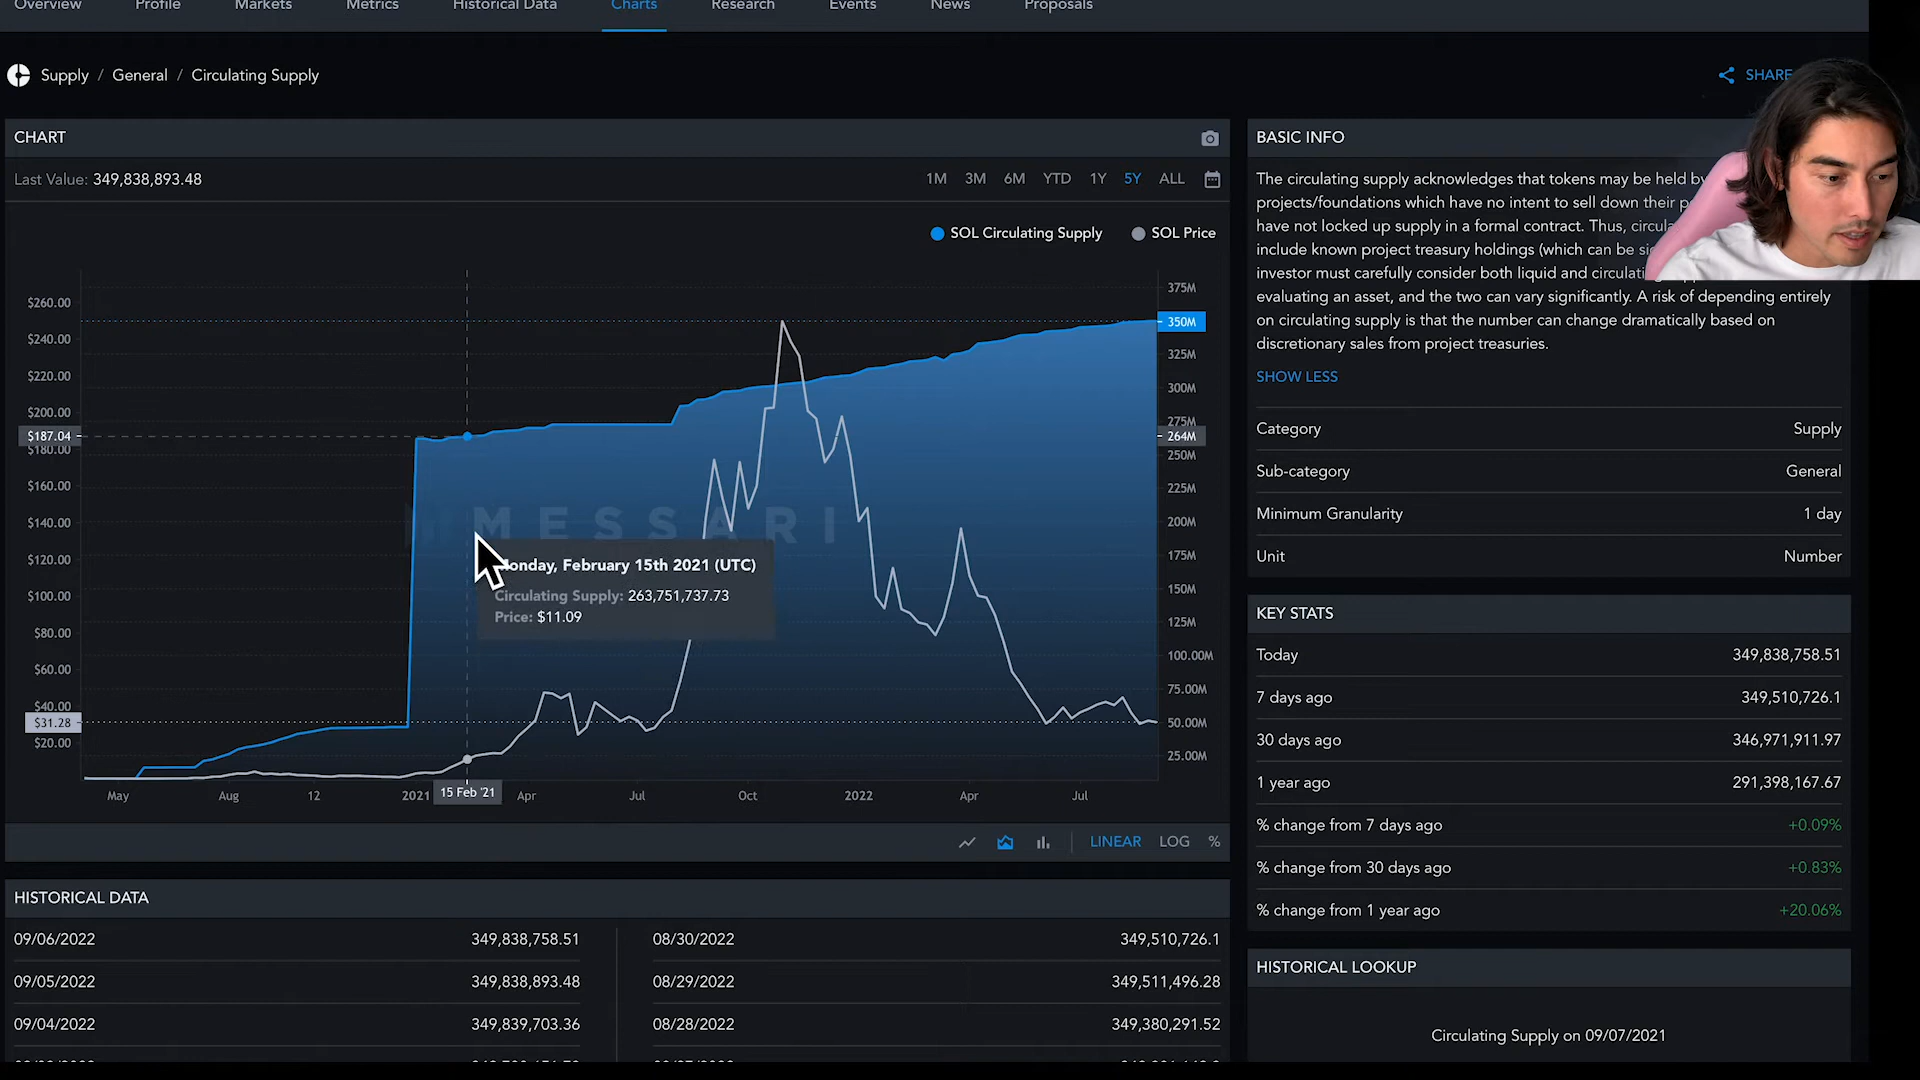 Overview Profile Markets Metrics Historical Data Charts Research Events News Proposals
Supply / General / Circulating Supply
SHARE
CHART
Last Value: 349,838,893.48
1M 3M 6M YTD 1Y 5Y ALL
SOL Circulating Supply SOL Price
$260.00
$240.00
$220.00
$200.00
$187.04
$180.00
$160.00
$140.00
$120.00
$100.00
$80.00
$60.00
$40.00
$31.28
$20.00
375M
350M
325M
300M
275M
264M
250M
225M
200M
175M
150M
125M
100.00M
75.00M
50.00M
25.00M
MESSARI
Monday, February 15th 2021 (UTC)
Circulating Supply: 263,751,737.73
Price: $11.09
May Aug 12 2021 15 Feb '21 Apr Jul Oct 2022 Apr Jul
LINEAR LOG %
HISTORICAL DATA
09/06/2022 349,838,758.51 08/30/2022 349,510,726.1
09/05/2022 349,838,893.48 08/29/2022 349,511,496.28
09/04/2022 349,839,703.36 08/28/2022 349,380,291.52
BASIC INFO
The circulating supply acknowledges that tokens may be held by
projects/foundations which have no intent to sell down their
have not locked up supply in a formal contract. Thus,
include known project treasury holdings (which can be
investor must carefully consider both liquid and
evaluating an asset, and the two can vary significantly. A risk of depending entirely
on circulating supply is that the number can change dramatically based on
discretionary sales from project treasuries.
SHOW LESS
Category Supply
Sub-category General
Minimum Granularity 1 day
Unit Number
KEY STATS
Today 349,838,758.51
7 days ago 349,510,726.1
30 days ago 346,971,911.97
1 year ago 291,398,167.67
% change from 7 days ago +0.09%
% change from 30 days ago +0.83%
% change from 1 year ago +20.06%
HISTORICAL LOOKUP
Circulating Supply on 09/07/2021